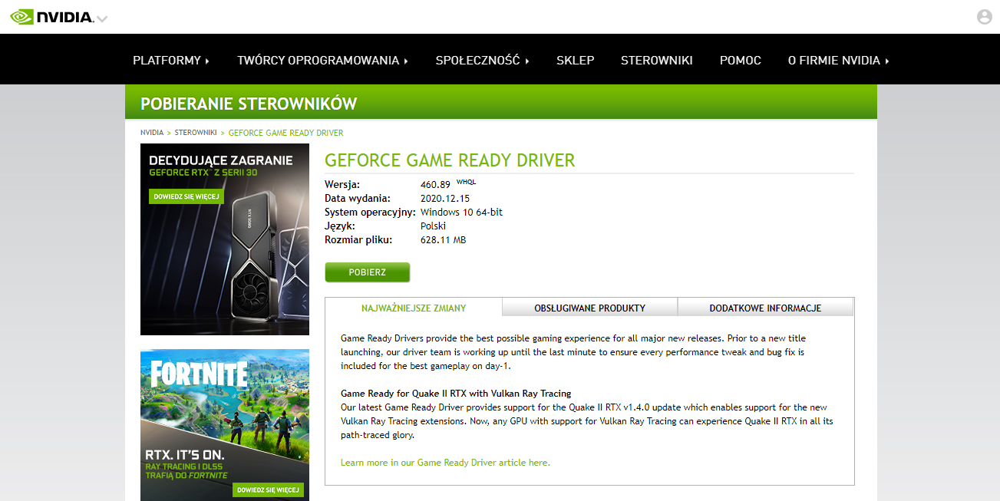 nVIDIA.
PLATFORMY TWÓRCY OPROGRAMOWANIA SPOŁECZNOŚĆ SKLEP STEROWNIKI POMOC O FIRMIE NVIDIA
POBIERANIE STEROWNIKÓW
NVIDIA > STEROWNIKI > GEFORCE GAME READY DRIVER
DECYDUJĄCE ZAGRANIE
GEFORCE RTX™ Z SERII 30
DOWIEDZ SIĘ WIĘCEJ
RTX 3080
FORTNITE
RTX. IT'S ON.
RAY TRACING I DLSS
TRAFIĄ DO FORTNITE
DOWIEDZ SIĘ WIĘCEJ
GEFORCE GAME READY DRIVER
Wersja: 460.89 WHQL
Data wydania: 2020.12.15
System operacyjny: Windows 10 64-bit
Język: Polski
Rozmiar pliku: 628.11 MB
POBIERZ
NAJWAŻNIEJSZE ZMIANY OBSŁUGIWANE PRODUKTY DODATKOWE INFORMACJE
Game Ready Drivers provide the best possible gaming experience for all major new releases. Prior to a new title
launching, our driver team is working up until the last minute to ensure every performance tweak and bug fix is
included for the best gameplay on day-1.
Game Ready for Quake II RTX with Vulkan Ray Tracing
Our latest Game Ready Driver provides support for the Quake II RTX v1.4.0 update which enables support for the new
Vulkan Ray Tracing extensions. Now, any GPU with support for Vulkan Ray Tracing can experience Quake II RTX in all its
path-traced glory.
Learn more in our Game Ready Driver article here.